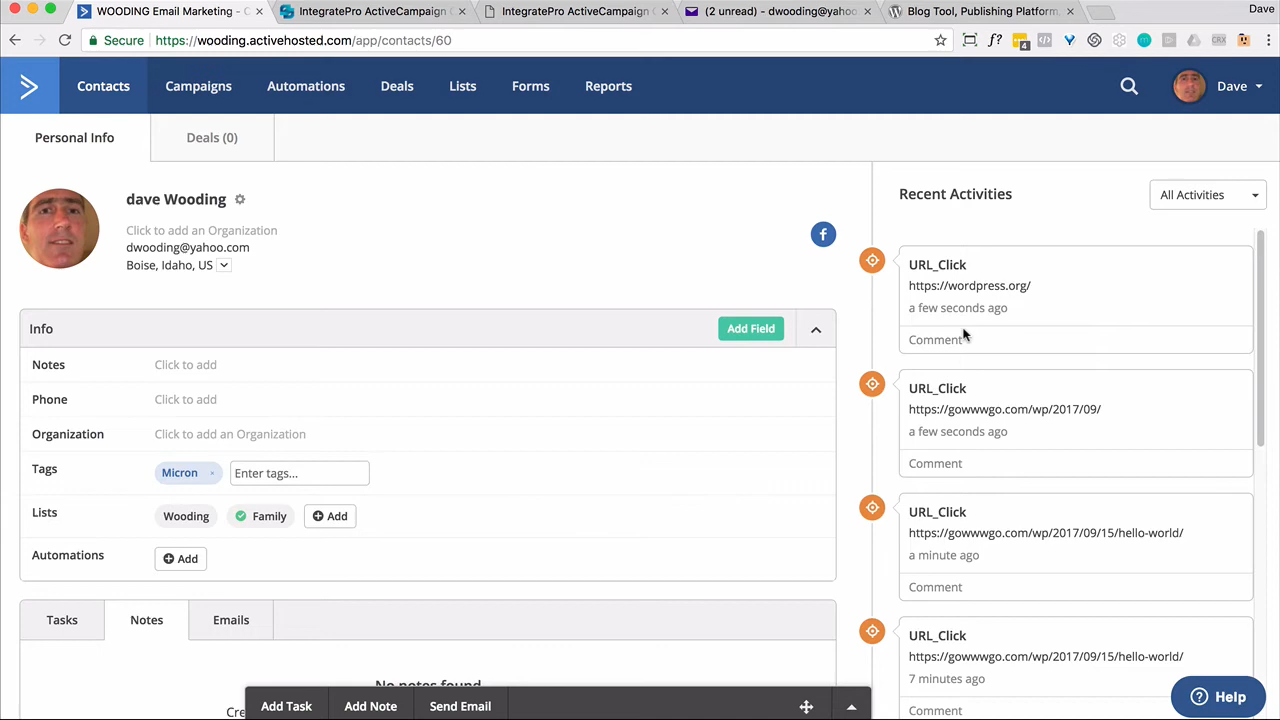 WOODING Email Marketing - C
IntegratePro ActiveCampaign
IntegratePro ActiveCampaign
(2 unread) - dwooding@yahoo
Blog Tool, Publishing Platform,
Dave
Secure
https://wooding.activehosted.com/app/contacts/60
f?
4
CRX
Contacts
Campaigns
Automations
Deals
Lists
Forms
Reports
Dave
Personal Info
Deals (0)
dave Wooding
Click to add an Organization
dwooding@yahoo.com
Boise, Idaho, US
f
Info
Add Field
Notes
Click to add
Phone
Click to add
Organization
Click to add an Organization
Tags
Micron ×
Enter tags...
Lists
Wooding
Family
Add
Automations
Add
Tasks
Notes
Emails
No notes found
Cre
Add Task
Add Note
Send Email
Recent Activities
All Activities
URL_Click
https://wordpress.org/
a few seconds ago
Comment
URL_Click
https://gowwwgo.com/wp/2017/09/
a few seconds ago
Comment
URL_Click
https://gowwwgo.com/wp/2017/09/15/hello-world/
a minute ago
Comment
URL_Click
https://gowwwgo.com/wp/2017/09/15/hello-world/
7 minutes ago
Comment
Help